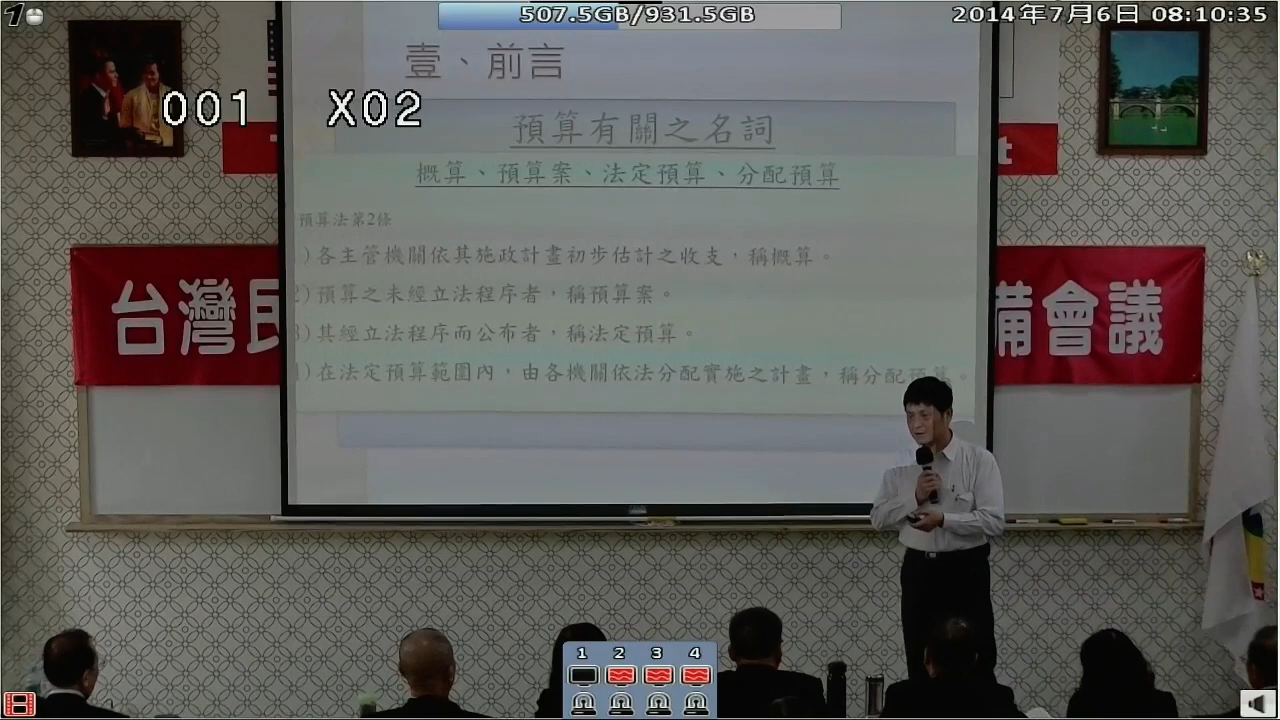 507.5GB/931.5GB
2014年7月6日 08:10:35
001 X02
壹、前言
預算有關之名詞
概算、預算案、法定預算、分配預算
預算法第2條
)各主管機關依其施政計畫初步估計之收支，稱概算。
2)預算之未經立法程序者，稱預算案。
3)其經立法程序而公布者，稱法定預算。
)在法定預算範圍內，由各機關依法分配實施之計畫，稱分配預算。
t
台灣民
備會議
1 2 3 4